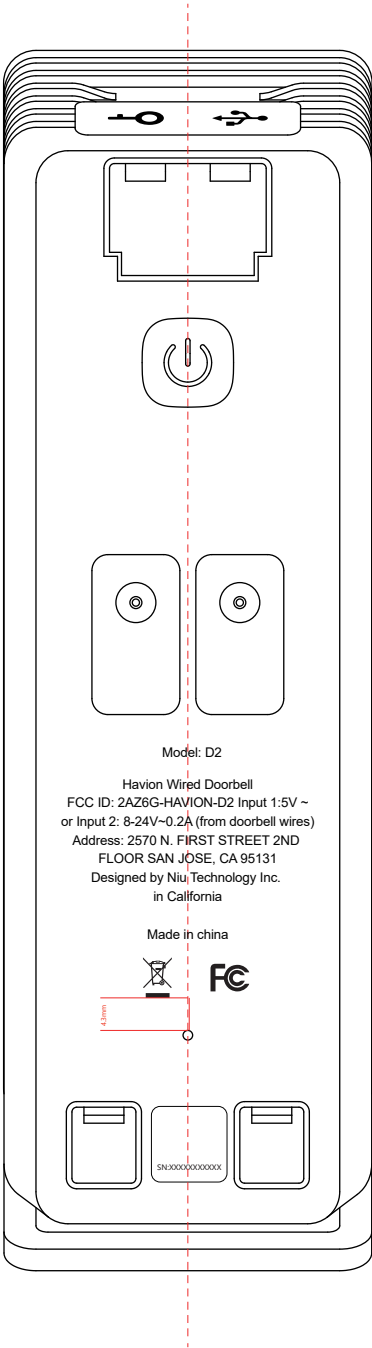 Model: D2
Havion Wired Doorbell
FCC ID: 2AZ6G-HAVION-D2 Input 1:5V ~
or Input 2: 8-24V~0.2A (from doorbell wires)
Address: 2570 N. FIRST STREET 2ND
FLOOR SAN JOSE, CA 95131
Designed by Niu Technology Inc.
in California
Made in china
FC
4.3mm
SN:XXXXXXXXXXX